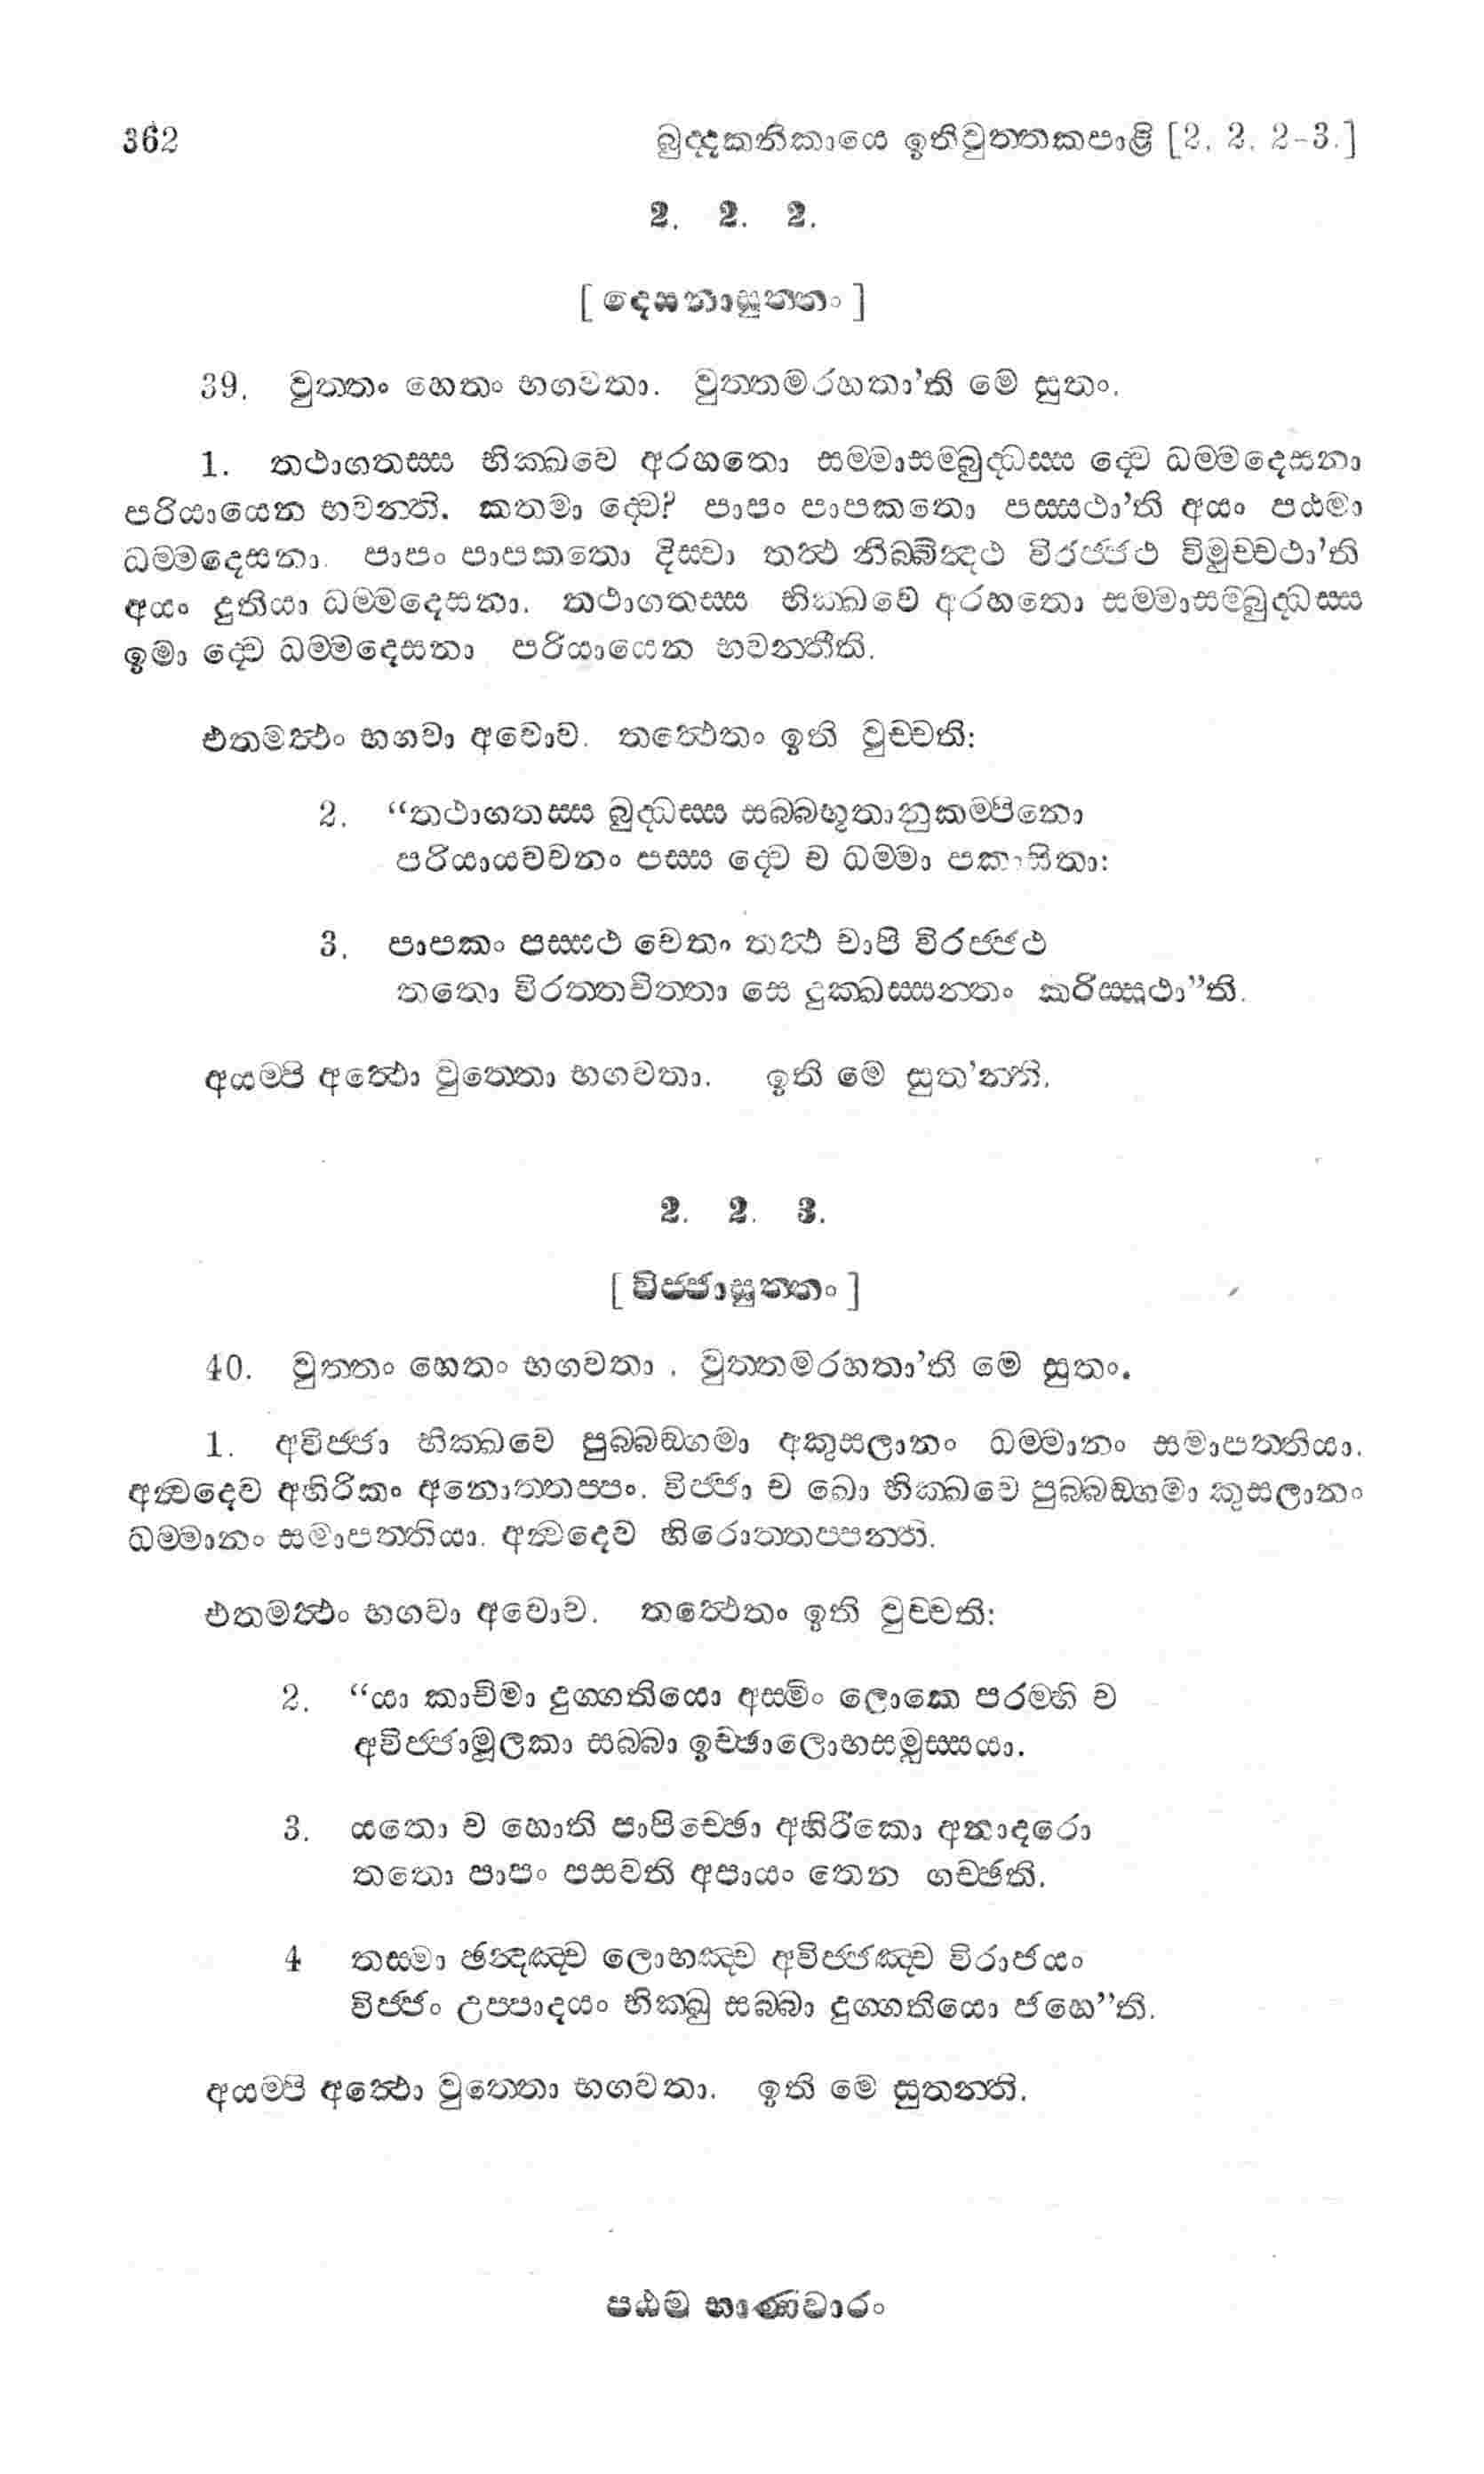 362 ඛුද්දකනිකායෙ ඉතිවුත්තකපාළි [2. 2. 2-3.]
2. 2. 2.
[ දෙසනාසුත්තං ]
39. වුත්තං හෙතං භගවතා. වුත්තමරහතා’ති මෙ සුතං.
1. තථාගතස්ස භික්ඛවෙ අරහතො සම්මාසම්බුද්ධස්ස ද්වෙ ධම්මදෙසනා
පරියායෙන භවන්ති. කතමා ද්වෙ? පාපං පාපකතො පස්සථා’ති අයං පඨමා
ධම්මදෙසනා. පාපං පාපකතො දිස්වා තත්ථ නිබ්බින්දථ විරජ්ජථ විමුච්චථා’ති
අයං දුතියා ධම්මදෙසනා. තථාගතස්ස භික්ඛවෙ අරහතො සම්මාසම්බුද්ධස්ස
ඉමා ද්වෙ ධම්මදෙසනා පරියායෙන භවන්තීති.
එතමත්ථං භගවා අවොච. තත්ථෙතං ඉති වුච්චති:
2. “තථාගතස්ස බුද්ධස්ස සබ්බභූතානුකම්පිනො
පරියායවචනං පස්ස ද්වෙ ච ධම්මා පකාසිතා:
3. පාපකං පස්සථ චෙතං තත්ථ චාපි විරජ්ජථ
තතො විරත්තචිත්තා සෙ දුක්ඛස්සන්තං කරිස්සථා”ති.
අයම්පි අත්ථො වුත්තො භගවතා. ඉති මෙ සුත’න්ති.
2. 2. 3.
[ විජ්ජාසුත්තං ]
40. වුත්තං හෙතං භගවතා . වුත්තමරහතා’ති මෙ සුතං.
1. අවිජ්ජා භික්ඛවෙ පුබ්බඞ්ගමා අකුසලානං ධම්මානං සමාපත්තියා.
අන්වදෙව අහිරිකං අනොත්තප්පං. විජ්ජා ච ඛො භික්ඛවෙ පුබ්බඞ්ගමා කුසලානං
ධම්මානං සමාපත්තියා. අන්වදෙව හිරොත්තප්පන්ති.
එතමත්ථං භගවා අවොච. තත්ථෙතං ඉති වුච්චති:
2. “යා කාචිමා දුග්ගතියො අස්මිං ලොකෙ පරම්හි ච
අවිජ්ජාමූලකා සබ්බා ඉච්ඡාලොභසමුස්සයා.
3. යතො ච හොති පාපිච්ඡො අහිරීකො අනාදරො
තතො පාපං පසවති අපායං තෙන ගච්ඡති.
4 තස්මා ඡන්දඤ්ච ලොභඤ්ච අවිජ්ජඤ්ච විරාජයං
විජ්ජං උප්පාදයං භික්ඛු සබ්බා දුග්ගතියො ජහෙ”ති.
අයම්පි අත්ථො වුත්තො භගවතා. ඉති මෙ සුතන්ති.
පඨම භාණවාරං